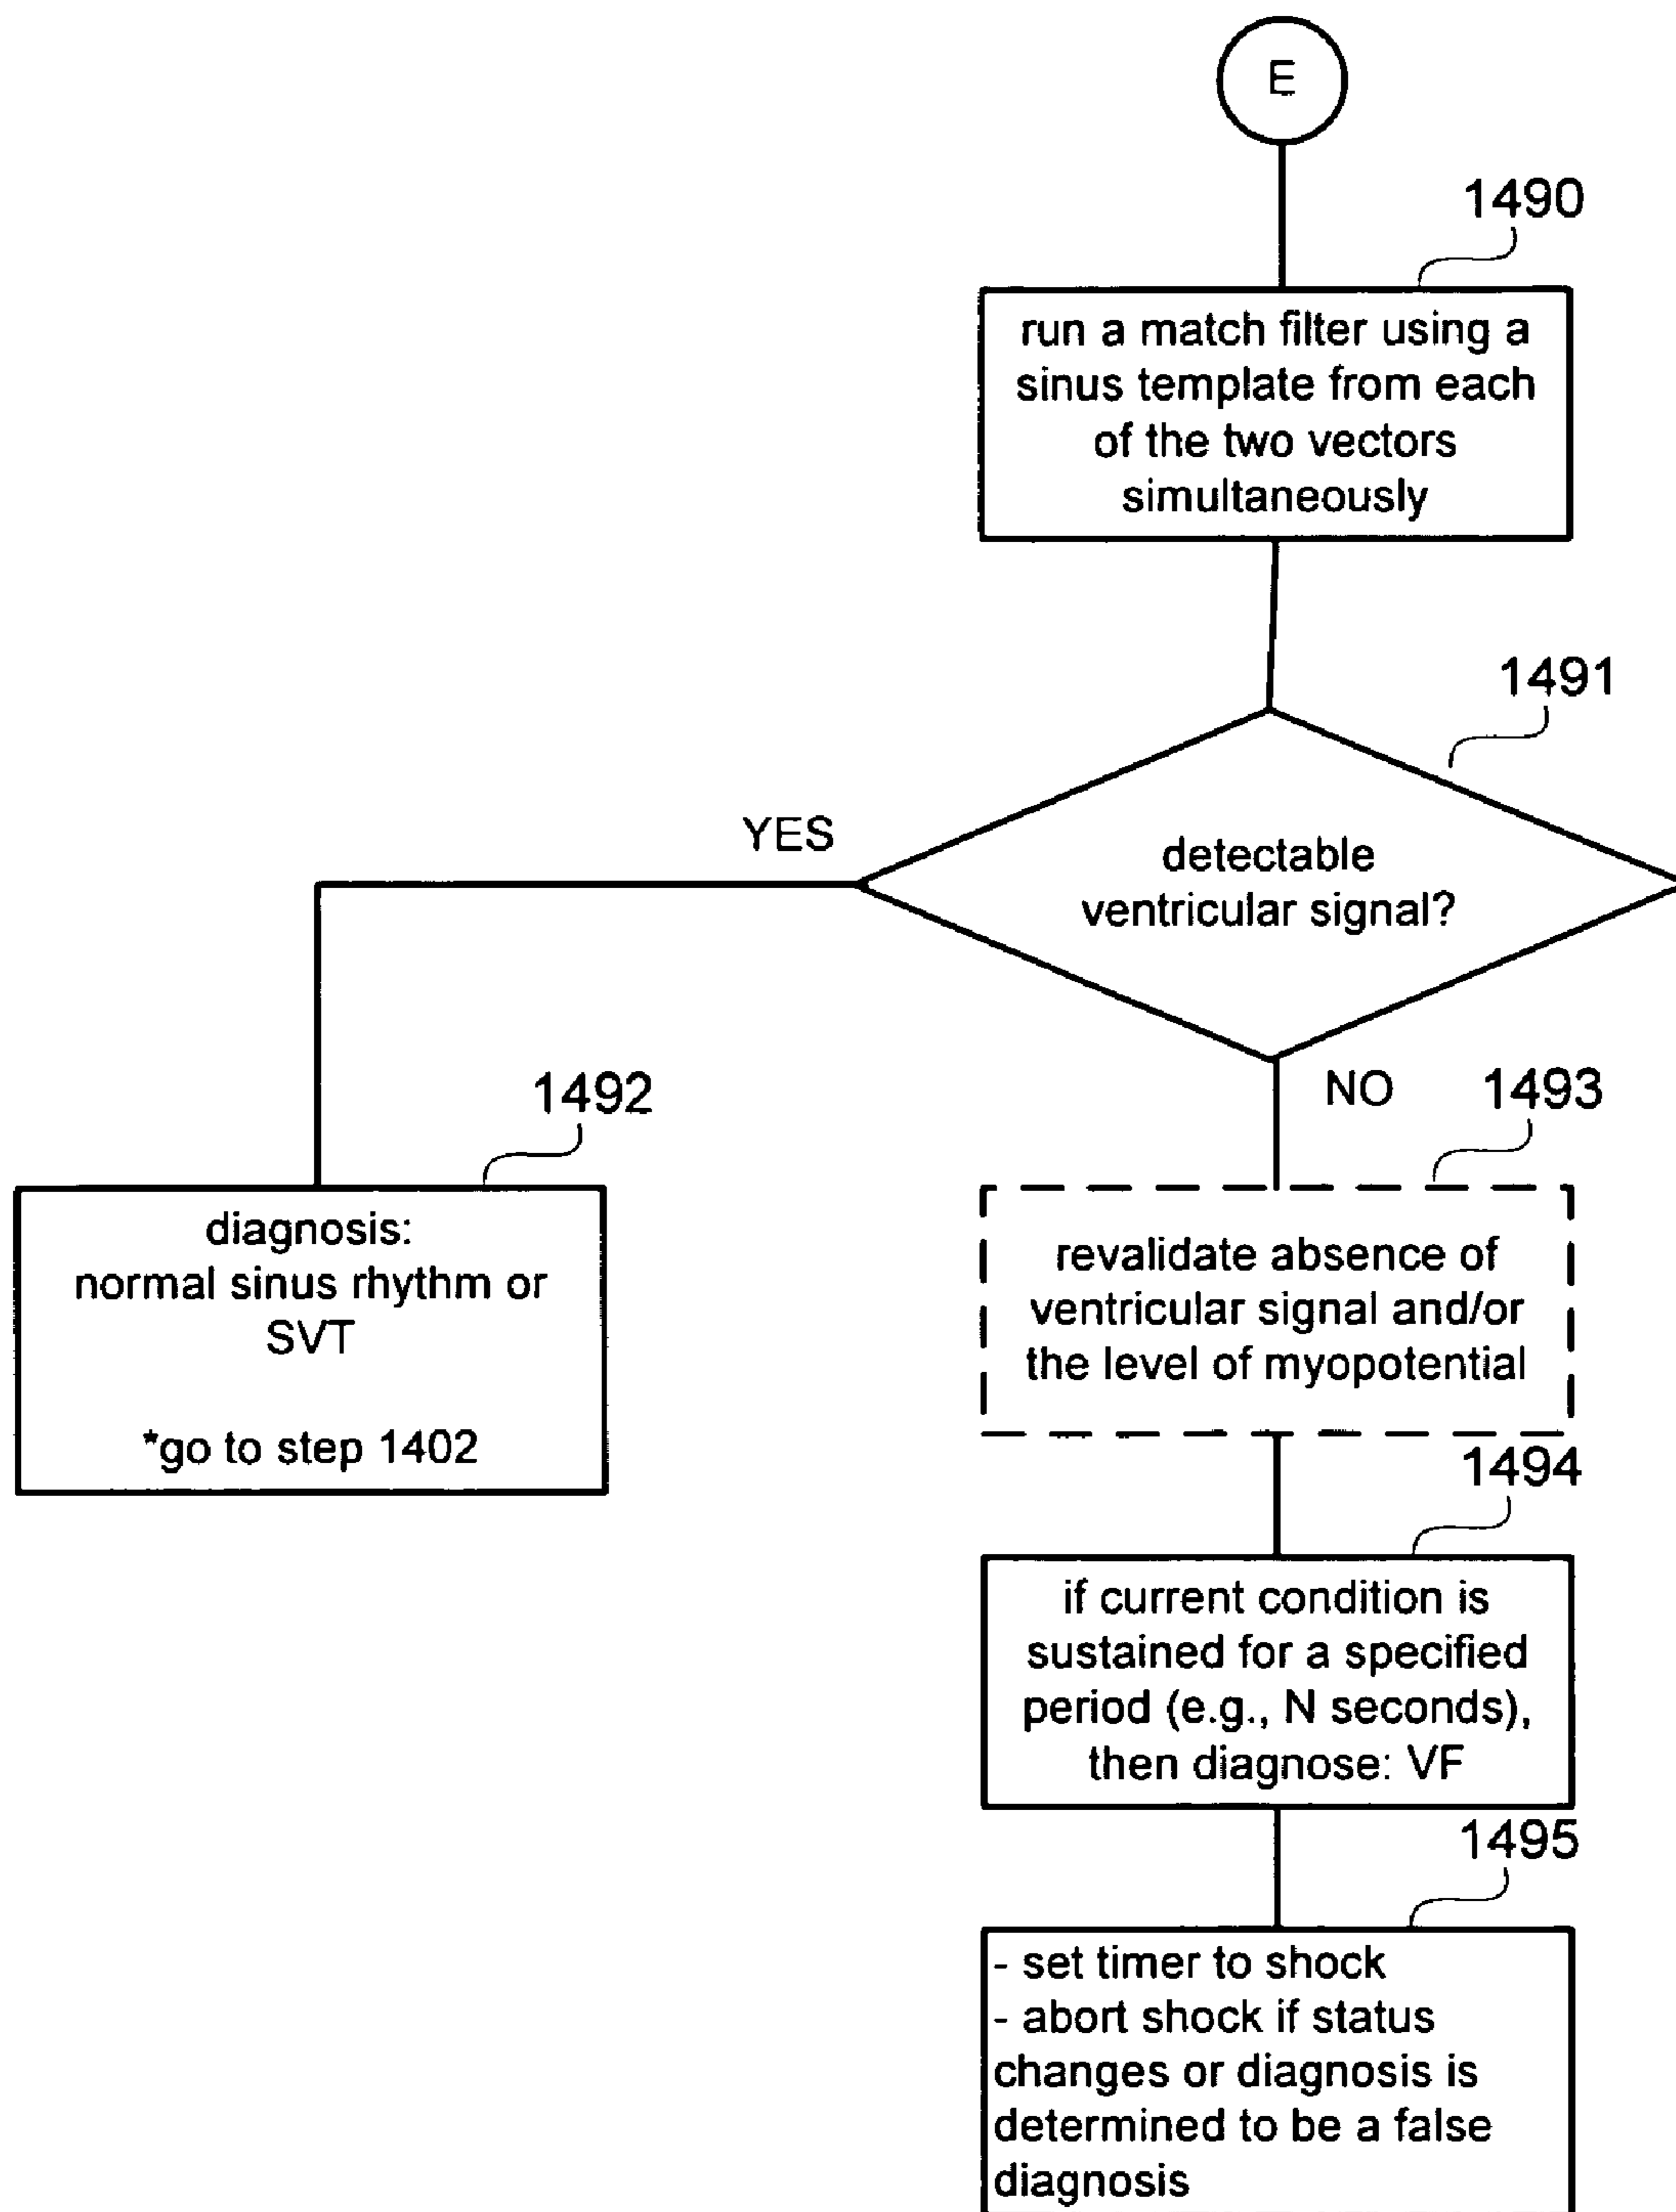 E
1490
run a match filter using a
sinus template from each
of the two vectors
simultaneously
1491
detectable
ventricular signal?
YES
NO
1492
diagnosis:
normal sinus rhythm or
SVT
*go to step 1402
1493
revalidate absence of
ventricular signal and/or
the level of myopotential
1494
if current condition is
sustained for a specified
period (e.g., N seconds),
then diagnose: VF
1495
- set timer to shock
- abort shock if status
changes or diagnosis is
determined to be a false
diagnosis